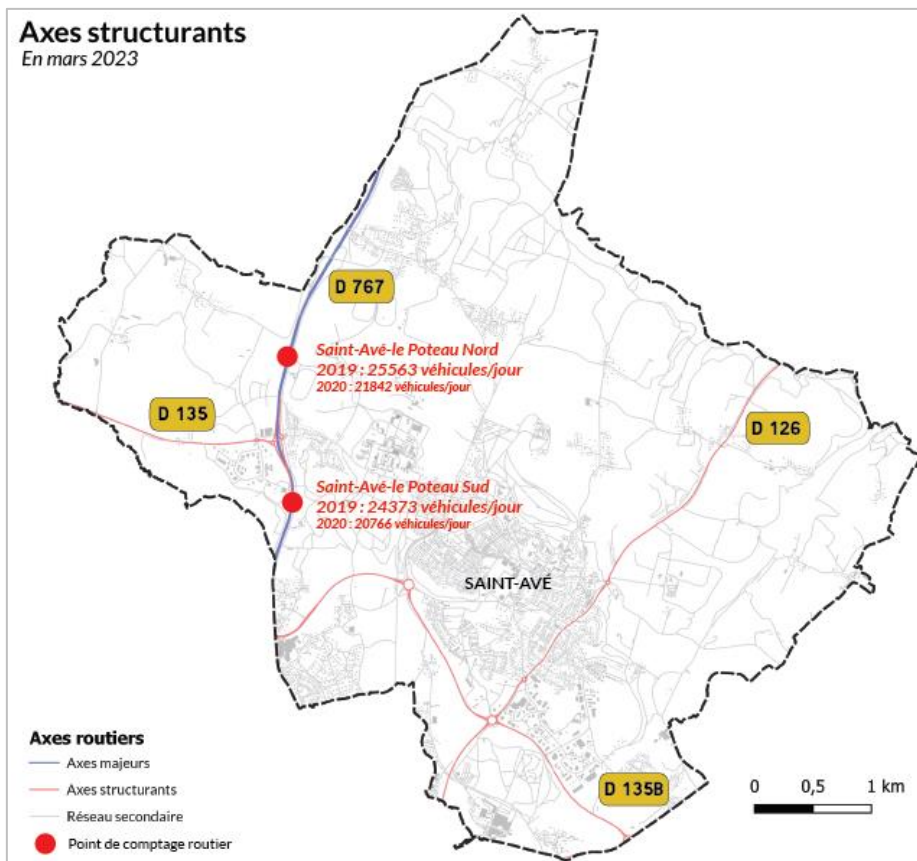 Axes structurants
En mars 2023
D 767
Saint-Avé-le Poteau Nord
2019 : 25563 véhicules/jour
2020 : 21842 véhicules/jour
D 135
D 126
Saint-Avé-le Poteau Sud
2019 : 24373 véhicules/jour
2020 : 20766 véhicules/jour
SAINT-AVÉ
Axes routiers
Axes majeurs
Axes structurants
Réseau secondaire
Point de comptage routier
D 135B
0 0,5 1 km